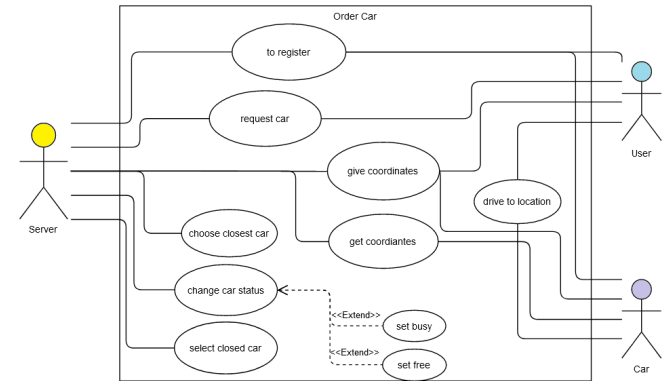 Order Car
to register
request car
User
give coordinates
drive to location
Server
choose closest car
get coordiantes
change car status
<<Extend>>
set busy
select closed car
<<Extend>>
set free
Car